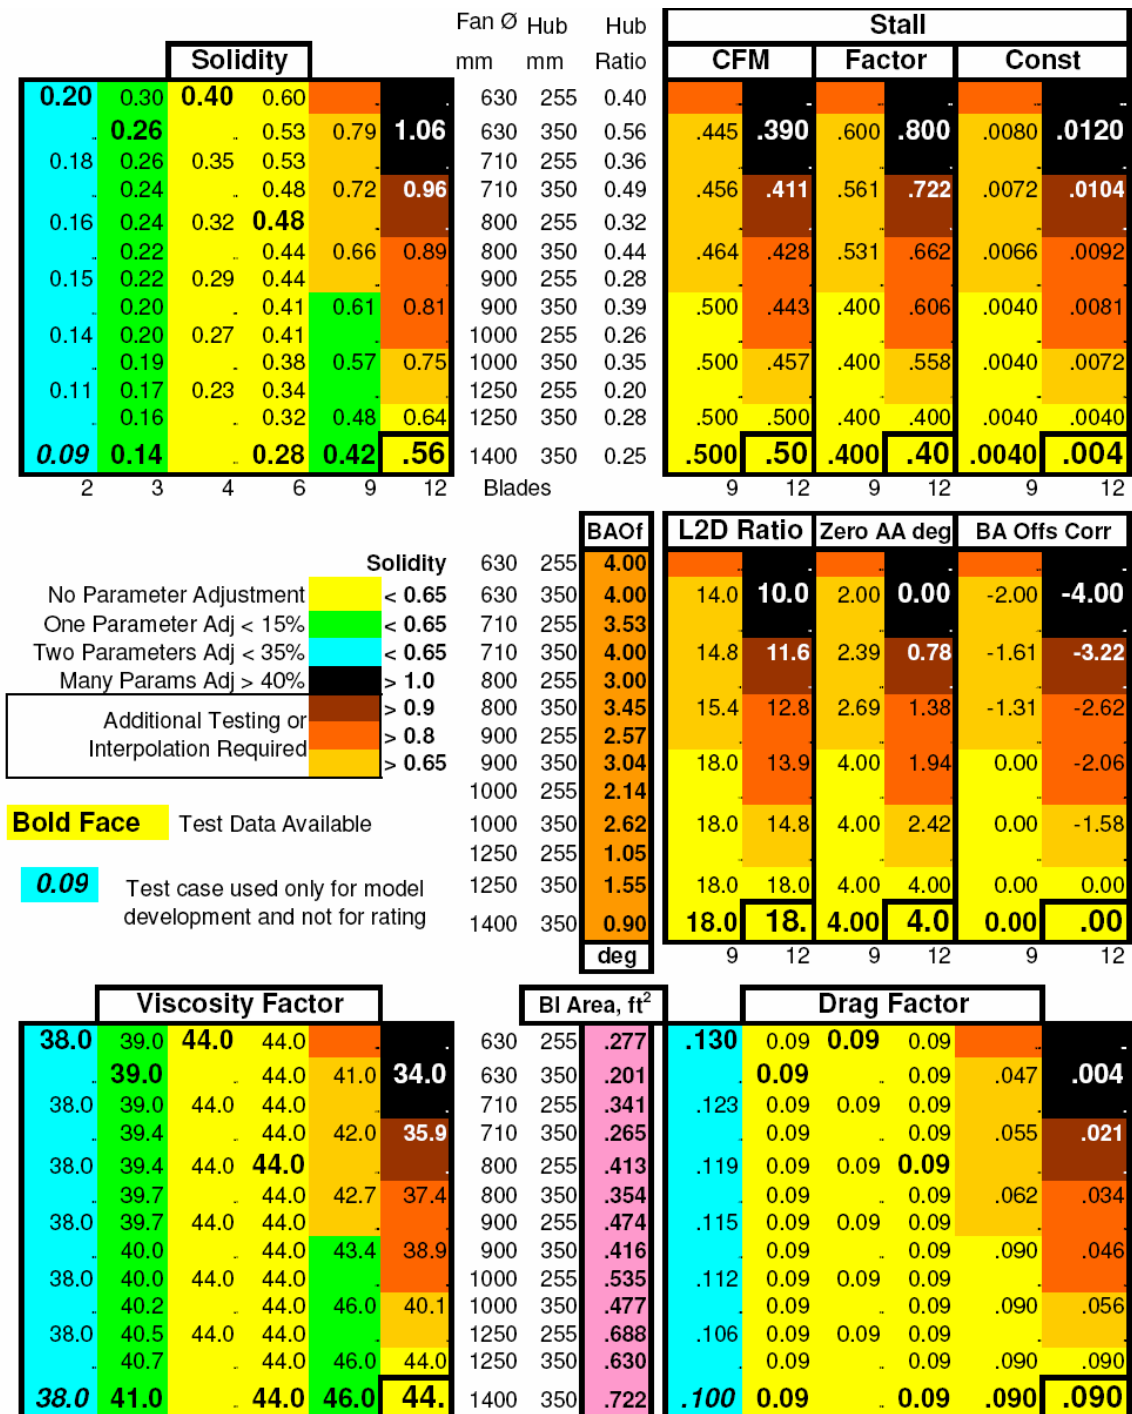 Fan Ø Hub Hub Stall
Solidity mm mm Ratio CFM Factor Const
0.20 0.30 0.40 0.60 .. .. 630 255 0.40 .. .. .. .. .. ..
.. 0.26 .. 0.53 0.79 1.06 630 350 0.56 .445 .390 .600 .800 .0080 .0120
0.18 0.26 0.35 0.53 .. 710 255 0.36 .. .. ..
.. 0.24 .. 0.48 0.72 0.96 710 350 0.49 .456 .411 .561 .722 .0072 .0104
0.16 0.24 0.32 0.48 .. 800 255 0.32 .. .. ..
.. 0.22 .. 0.44 0.66 0.89 800 350 0.44 .464 .428 .531 .662 .0066 .0092
0.15 0.22 0.29 0.44 .. .. 900 255 0.28 .. .. .. .. .. ..
.. 0.20 .. 0.41 0.61 0.81 900 350 0.39 .500 .443 .400 .606 .0040 .0081
0.14 0.20 0.27 0.41 .. 1000 255 0.26 .. .. ..
.. 0.19 .. 0.38 0.57 0.75 1000 350 0.35 .500 .457 .400 .558 .0040 .0072
0.11 0.17 0.23 0.34 .. 1250 255 0.20 .. .. ..
.. 0.16 .. 0.32 0.48 0.64 1250 350 0.28 .500 .500 .400 .400 .0040 .0040
0.09 0.14 .. 0.28 0.42 .56 1400 350 0.25 .500 .50 .400 .40 .0040 .004
2 3 4 6 9 12 Blades 9 12 9 12 9 12
BAOf L2D Ratio Zero AA deg BA Offs Corr
Solidity 630 255 4.00 .. .. .. .. .. ..
No Parameter Adjustment < 0.65 630 350 4.00 14.0 10.0 2.00 0.00 -2.00 -4.00
One Parameter Adj < 15% < 0.65 710 255 3.53 .. .. ..
Two Parameters Adj < 35% < 0.65 710 350 4.00 14.8 11.6 2.39 0.78 -1.61 -3.22
Many Params Adj > 40% > 1.0 800 255 3.00 .. .. ..
Additional Testing or > 0.9 800 350 3.45 15.4 12.8 2.69 1.38 -1.31 -2.62
Interpolation Required > 0.8 900 255 2.57 .. .. .. .. .. ..
> 0.65 900 350 3.04 18.0 13.9 4.00 1.94 0.00 -2.06
1000 255 2.14 .. .. ..
Bold Face Test Data Available 1000 350 2.62 18.0 14.8 4.00 2.42 0.00 -1.58
1250 255 1.05 .. .. ..
0.09 Test case used only for model 1250 350 1.55 18.0 18.0 4.00 4.00 0.00 0.00
development and not for rating 1400 350 0.90 18.0 18. 4.00 4.0 0.00 .00
deg 9 12 9 12 9 12
Viscosity Factor Bl Area, ft² Drag Factor
38.0 39.0 44.0 44.0 .. .. 630 255 .277 .130 0.09 0.09 0.09 .. ..
.. 39.0 .. 44.0 41.0 34.0 630 350 .201 .. 0.09 .. 0.09 .047 .004
38.0 39.0 44.0 44.0 .. 710 255 .341 .123 0.09 0.09 0.09 ..
.. 39.4 .. 44.0 42.0 35.9 710 350 .265 .. 0.09 .. 0.09 .055 .021
38.0 39.4 44.0 44.0 .. 800 255 .413 .119 0.09 0.09 0.09 ..
.. 39.7 .. 44.0 42.7 37.4 800 350 .354 .. 0.09 .. 0.09 .062 .034
38.0 39.7 44.0 44.0 .. .. 900 255 .474 .115 0.09 0.09 0.09 .. ..
.. 40.0 .. 44.0 43.4 38.9 900 350 .416 .. 0.09 .. 0.09 .090 .046
38.0 40.0 44.0 44.0 .. 1000 255 .535 .112 0.09 0.09 0.09 ..
.. 40.2 .. 44.0 46.0 40.1 1000 350 .477 .. 0.09 .. 0.09 .090 .056
38.0 40.5 44.0 44.0 .. 1250 255 .688 .106 0.09 0.09 0.09 ..
.. 40.7 .. 44.0 46.0 44.0 1250 350 .630 .. 0.09 .. 0.09 .090 .090
38.0 41.0 .. 44.0 46.0 44. 1400 350 .722 .100 0.09 .. 0.09 .090 .090